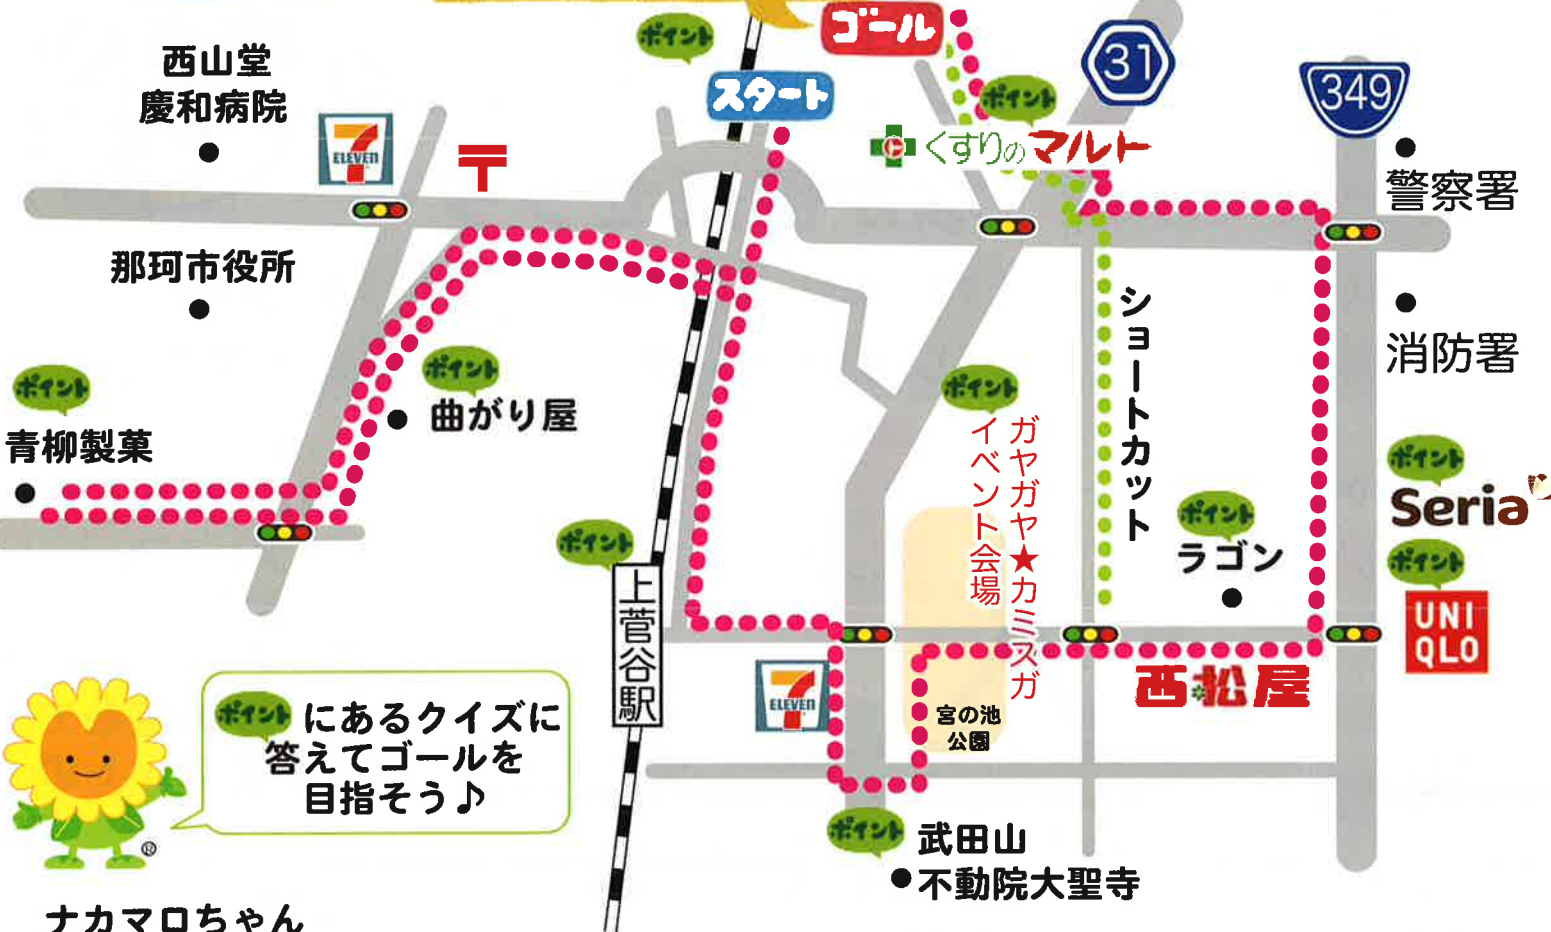 ポイント
ゴール
スタート
西山堂
慶和病院
7
ELEVEN
〒
ポイント
31
349
くすりのマルト
警察署
那珂市役所
消防署
ショートカット
ポイント
青柳製菓
ポイント
曲がり屋
ポイント
ガヤガヤ★カミスガ
イベント会場
ポイント
Seria
ポイント
ラゴン
ポイント
UNI
QLO
ポイント
上菅谷駅
7
ELEVEN
西松屋
宮の池
公園
ポイントにあるクイズに
答えてゴールを
目指そう♪
®
ポイント
武田山
不動院大聖寺
ナカマロちゃん